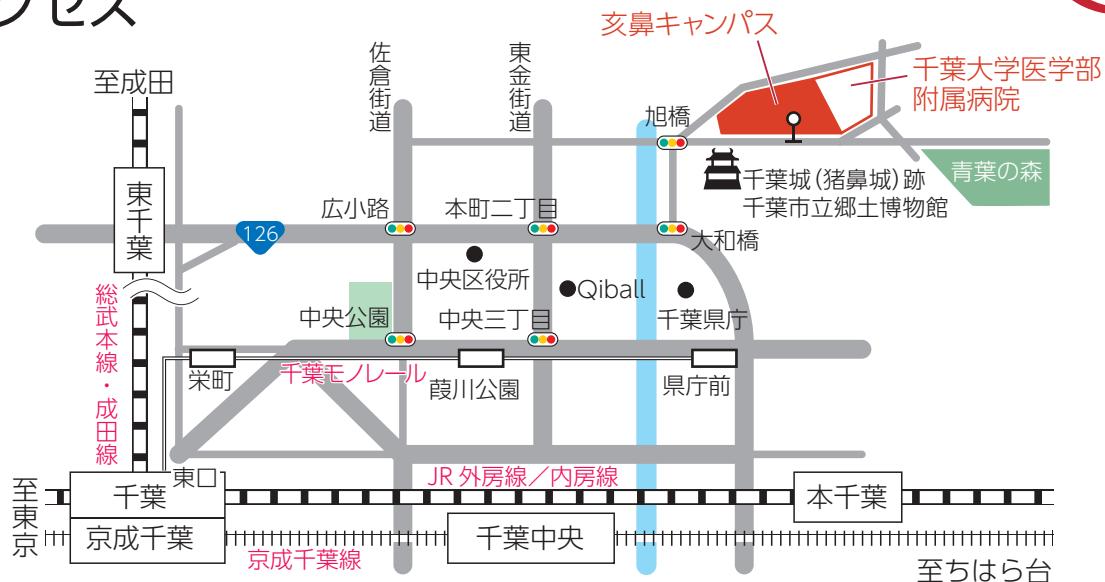 クセス
亥鼻キャンパス
千葉大学医学部
附属病院
至成田
佐倉街道
東金街道
旭橋
東千葉
千葉城(猪鼻城)跡
千葉市立郷土博物館
青葉の森
広小路
本町二丁目
大和橋
126
中央区役所
Qiball
千葉県庁
中央公園
中央三丁目
総武本線・成田線
栄町
千葉モノレール
葭川公園
県庁前
東口
JR 外房線／内房線
至東京
千葉
本千葉
京成千葉
千葉中央
京成千葉線
至ちはら台